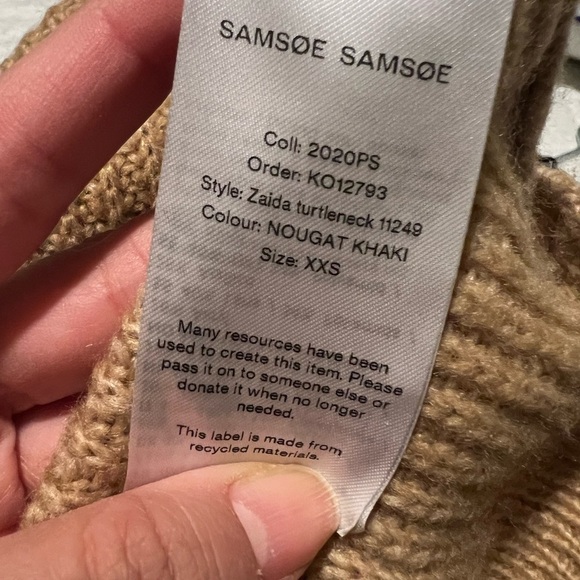 SAMSØE SAMSØE
Coll: 2020PS
Order: KO12793
Style: Zaida turtleneck 11249
Colour: NOUGAT KHAKI
Size: XXS
Many resources have been
used to create this item. Please
pass it on to someone else or
donate it when no longer
needed.
This label is made from
recycled materials.